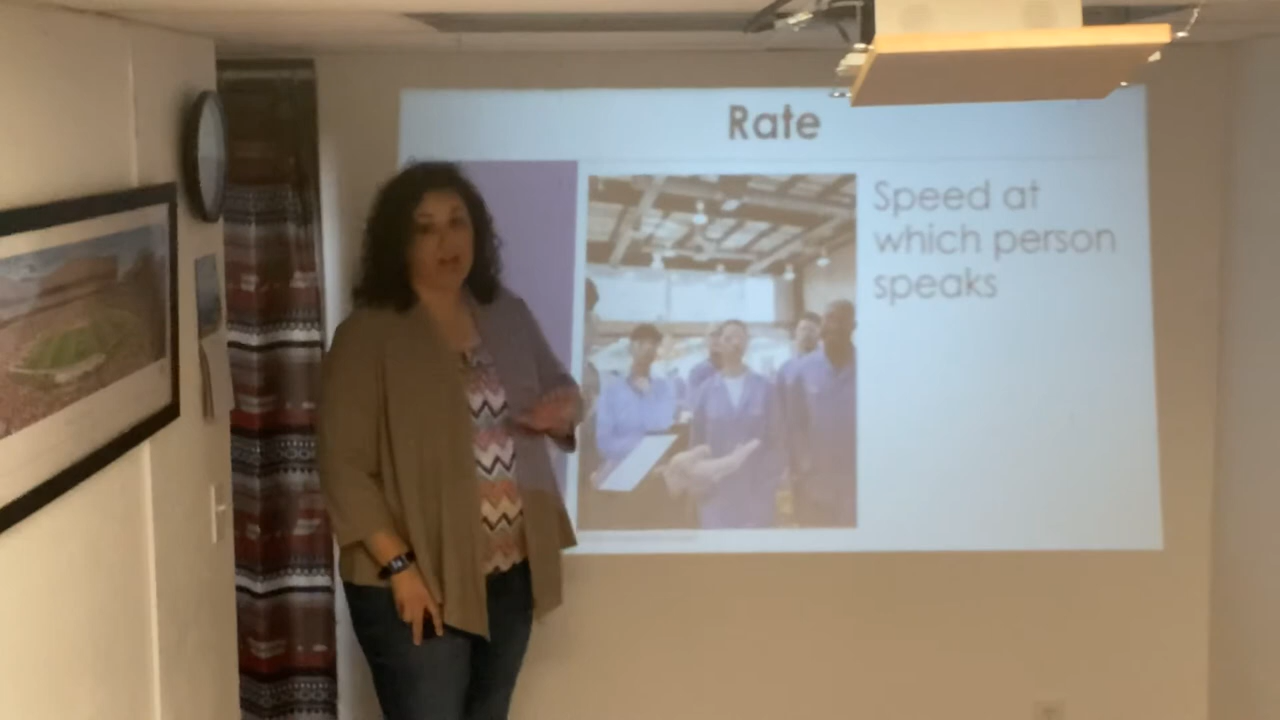 Rate
Speed at
which person
speaks